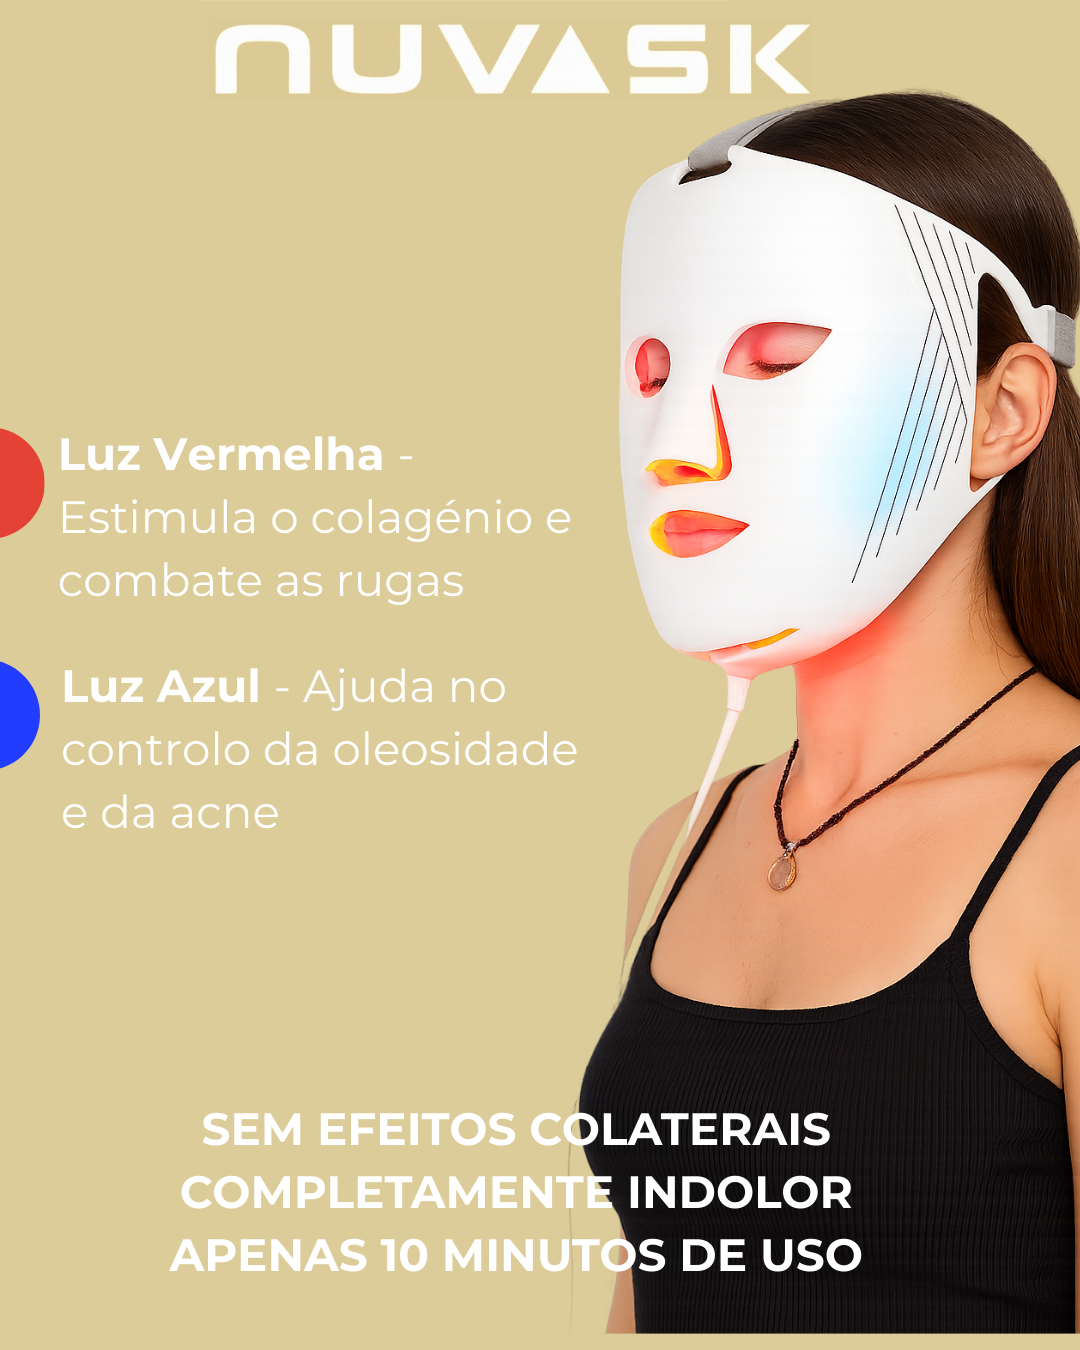 NUVASK
Luz Vermelha -
Estimula o colagénio e
combate as rugas
Luz Azul - Ajuda no
controlo da oleosidade
e da acne
SEM EFEITOS COLATERAIS
COMPLETAMENTE INDOLOR
APENAS 10 MINUTOS DE USO